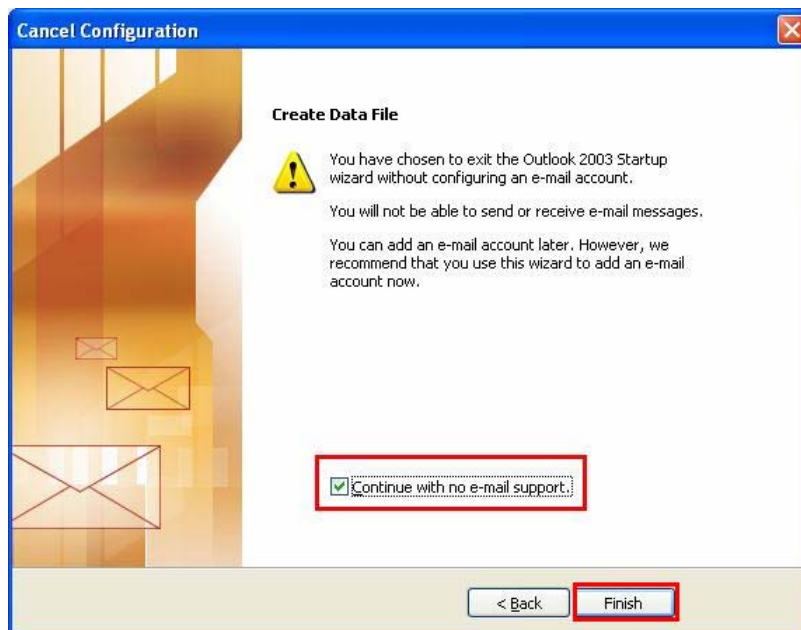 Cancel Configuration
Create Data File
You have chosen to exit the Outlook 2003 Startup
wizard without configuring an e-mail account.
You will not be able to send or receive e-mail messages.
You can add an e-mail account later. However, we
recommend that you use this wizard to add an e-mail
account now.
Continue with no e-mail support.
< Back
Finish